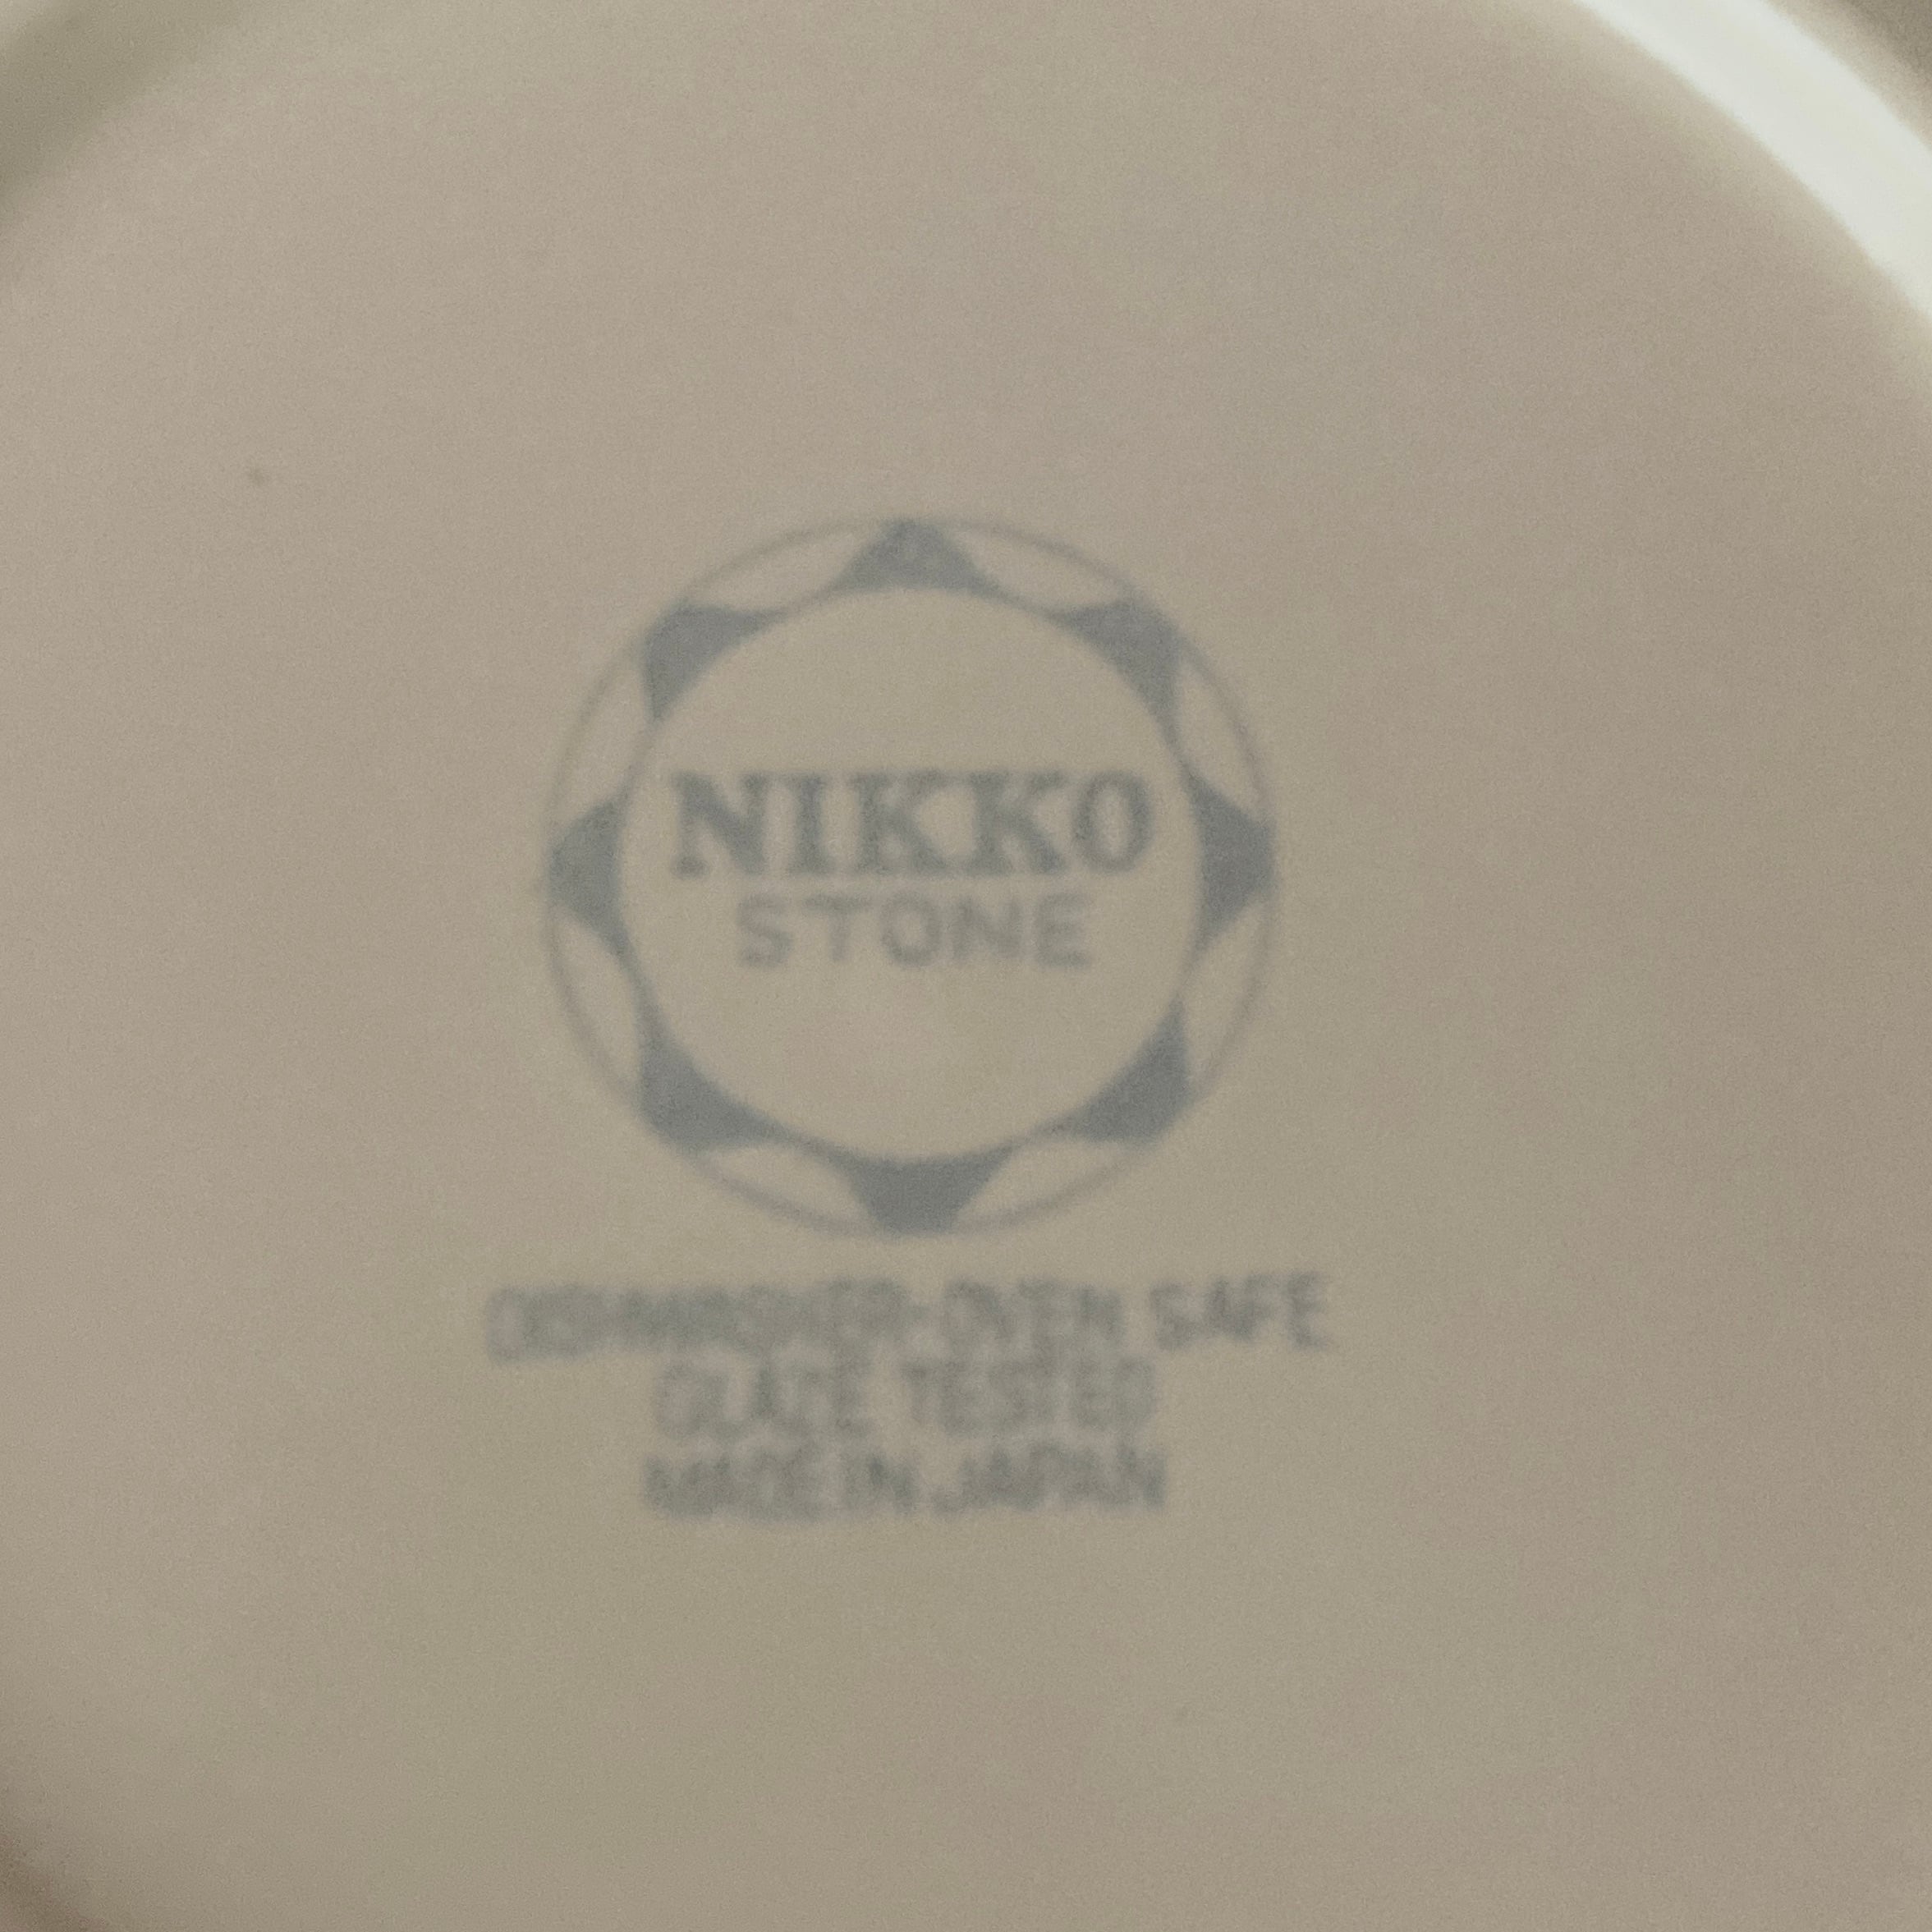 NIKKO
STONE
DISHWASHER-OVEN SAFE
GLAZE TESTED
MADE IN JAPAN